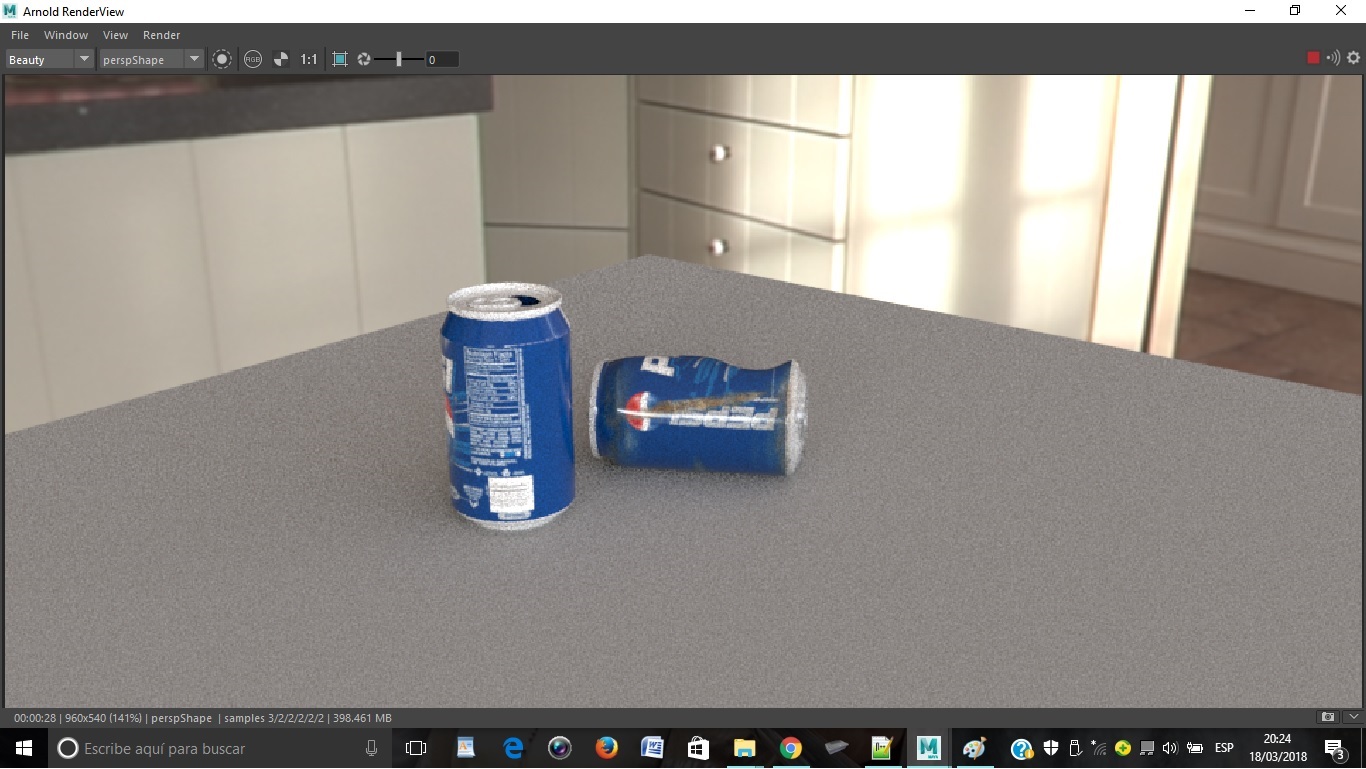 Arnold RenderView
File Window View Render
Beauty perspShape RGB 1:1 0
Nutrition Facts
P
PEPSI
00:00:28 | 960x540 (141%) | perspShape | samples 3/2/2/2/2/2 | 398.461 MB
Escribe aquí para buscar
ESP
20:24
18/03/2018
3